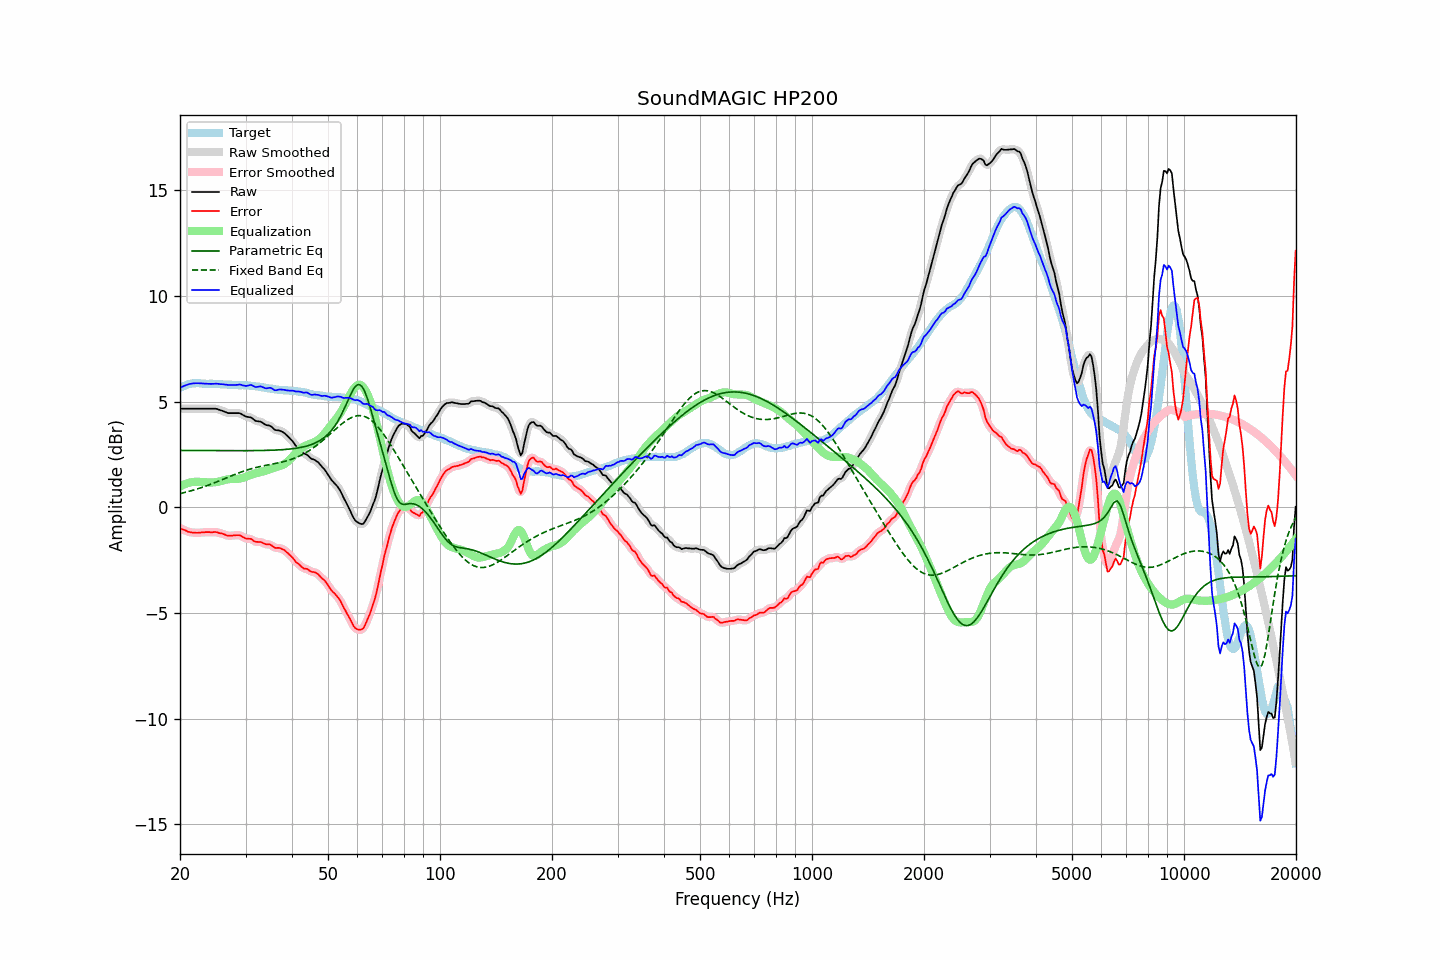 SoundMAGIC HP200
Target
Raw Smoothed
Error Smoothed
Raw
Error
Equalization
Parametric Eq
Fixed Band Eq
Equalized
15
10
5
0
−5
−10
−15
Amplitude (dBr)
20 50 100 200 500 1000 2000 5000 10000 20000
Frequency (Hz)